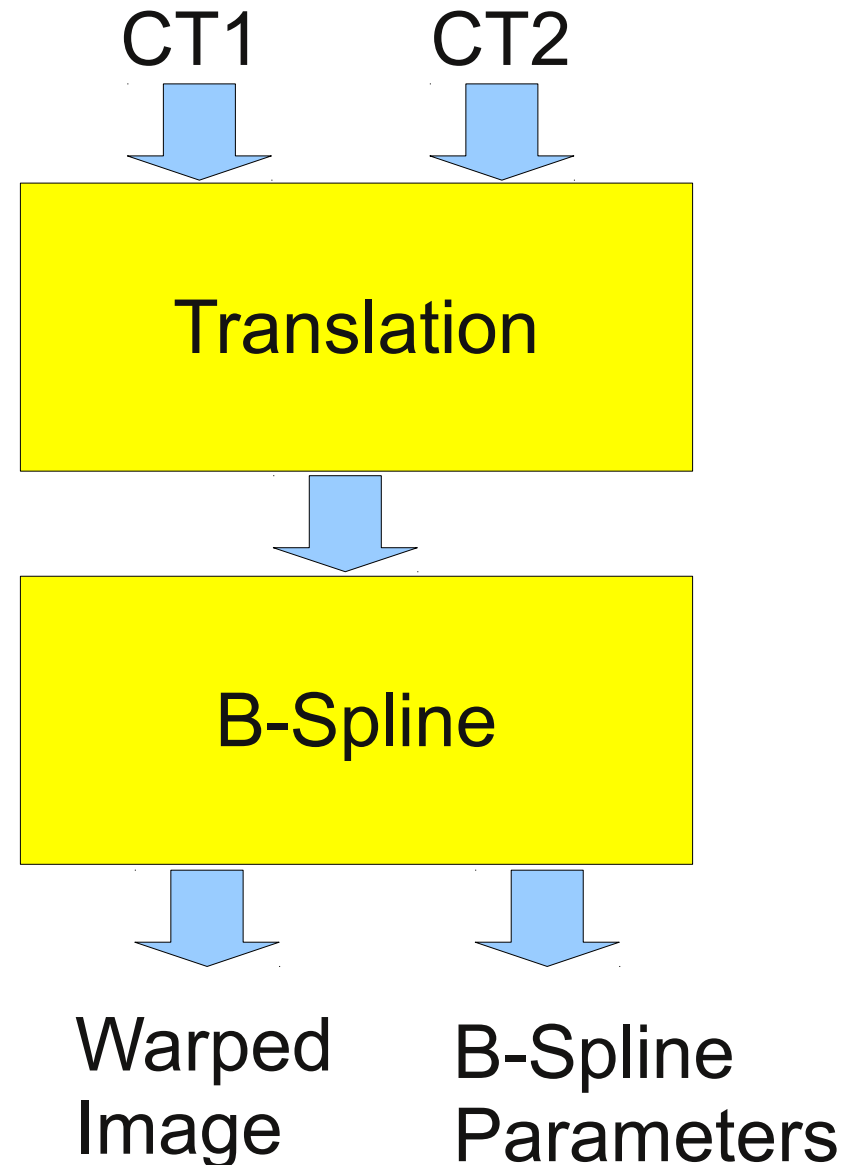 CT1 CT2
Translation
B-Spline
Warped
Image
B-Spline
Parameters